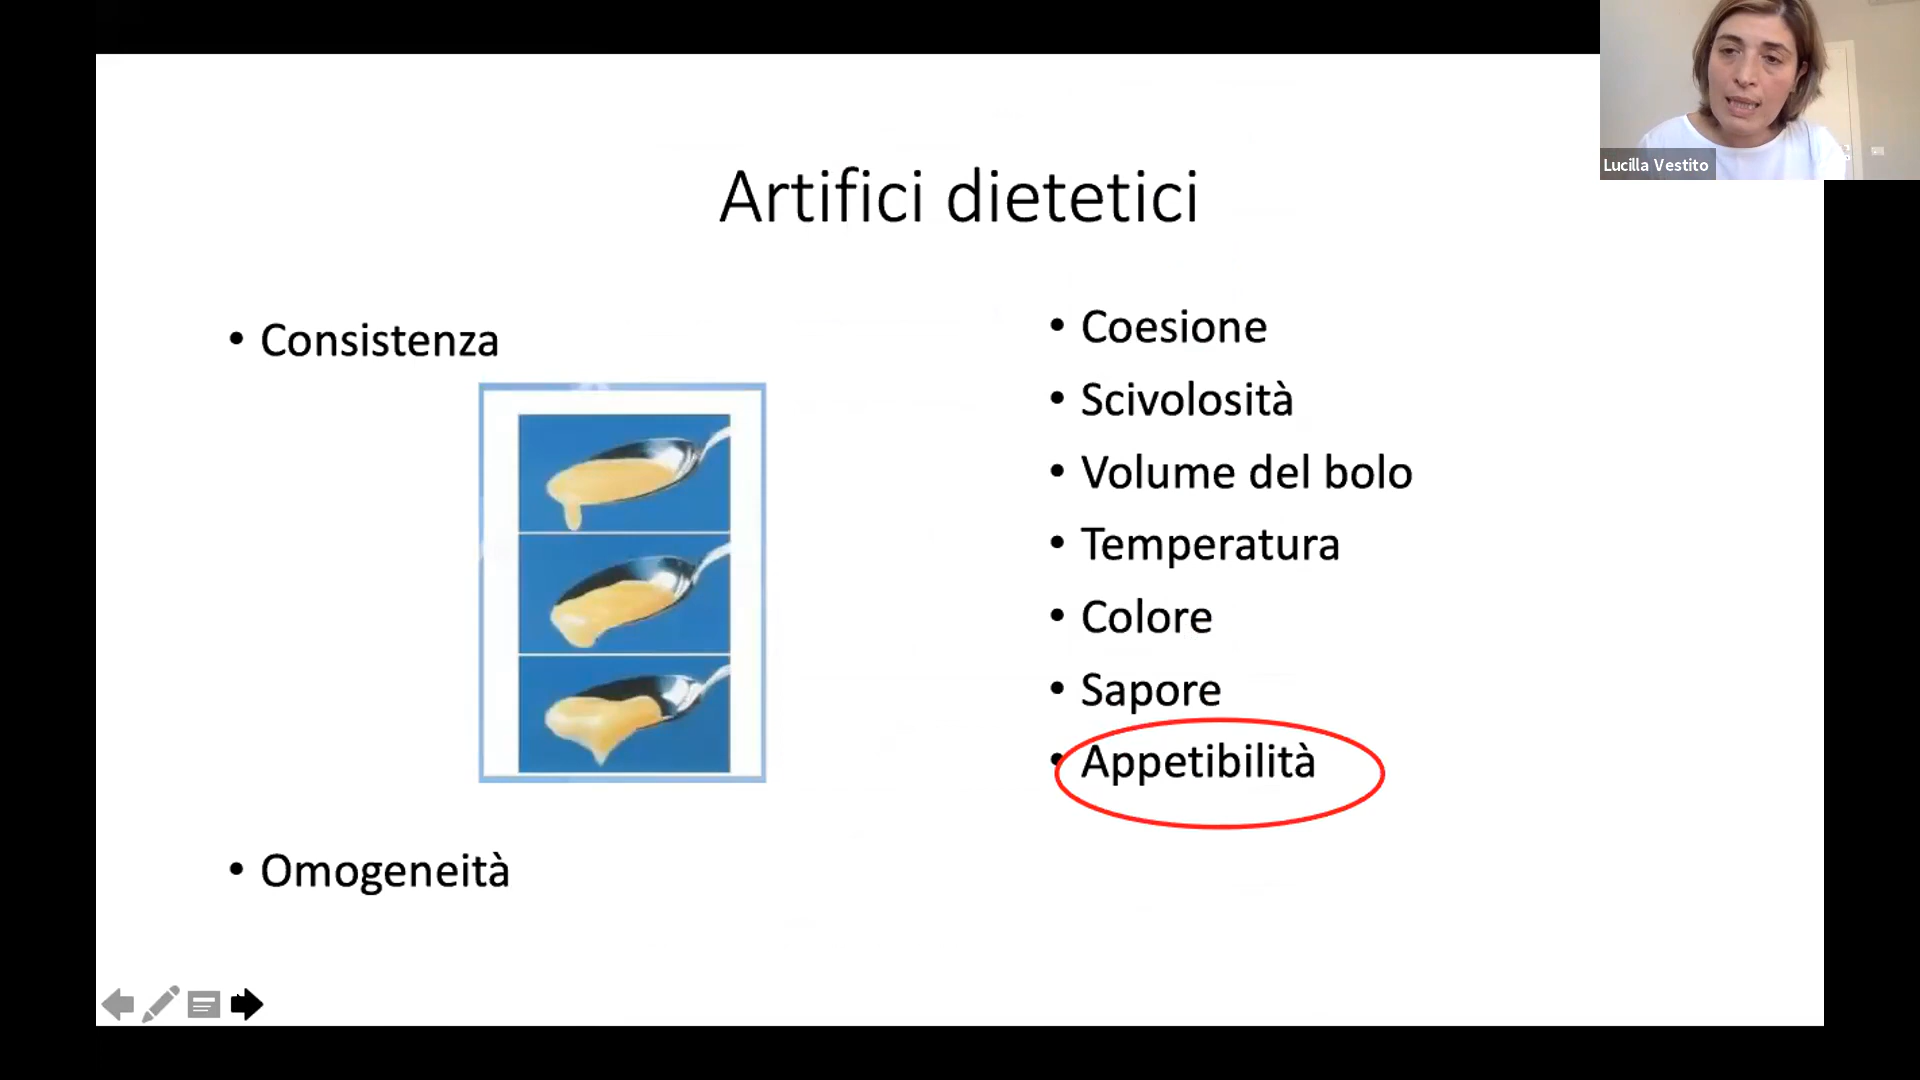 Lucilla Vestito
Artifici dietetici
• Consistenza
• Omogeneità
• Coesione
• Scivolosità
• Volume del bolo
• Temperatura
• Colore
• Sapore
• Appetibilità